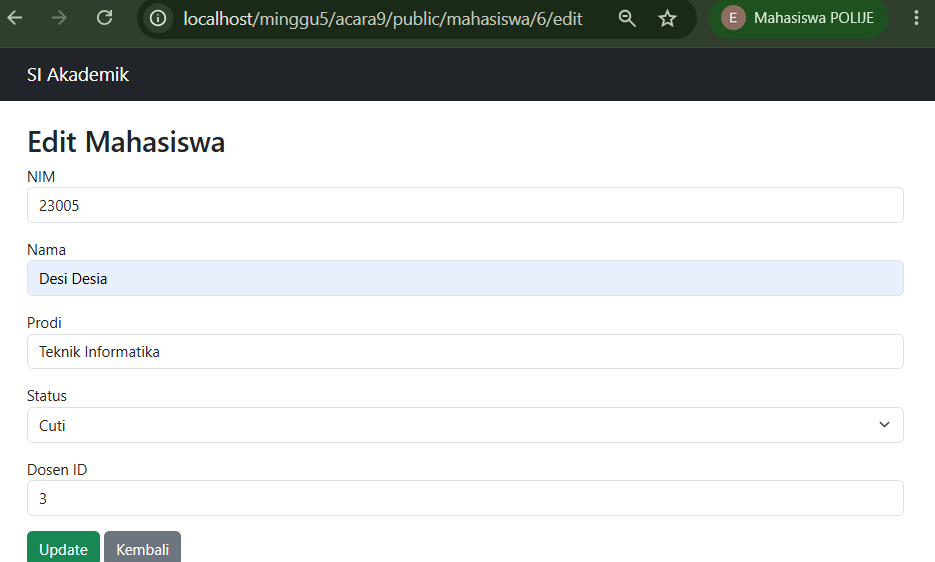 localhost/minggu5/acara9/public/mahasiswa/6/edit
E
Mahasiswa POLIJE
SI Akademik
Edit Mahasiswa
NIM
23005
Nama
Desi Desia
Prodi
Teknik Informatika
Status
Cuti
Dosen ID
3
Update
Kembali